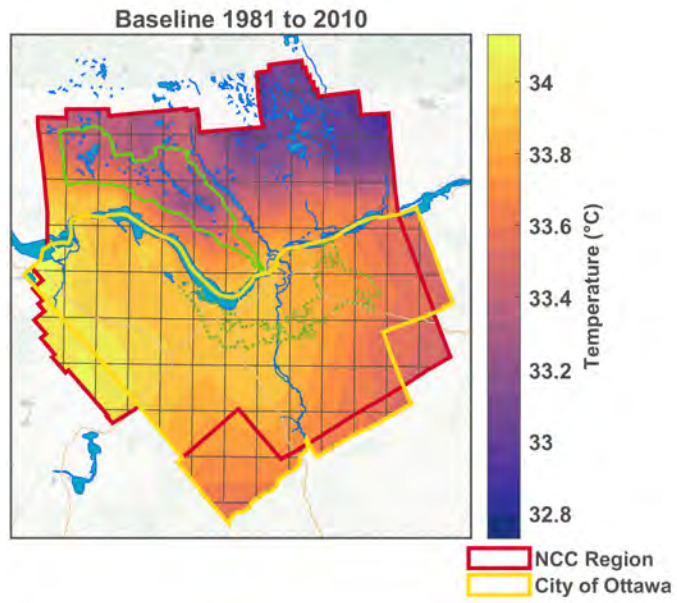 Baseline 1981 to 2010
34
33.8
33.6
33.4
33.2
33
32.8
Temperature (°C)
NCC Region
City of Ottawa